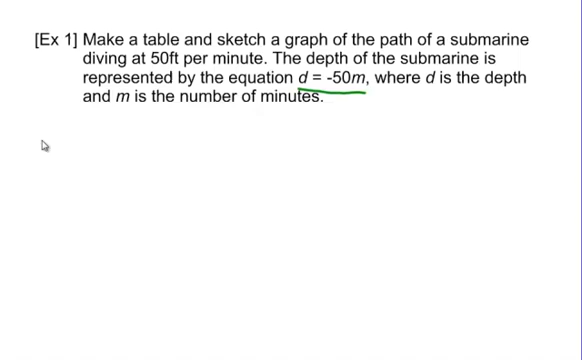 [Ex 1] Make a table and sketch a graph of the path of a submarine
diving at 50ft per minute. The depth of the submarine is
represented by the equation d = -50m, where d is the depth
and m is the number of minutes.